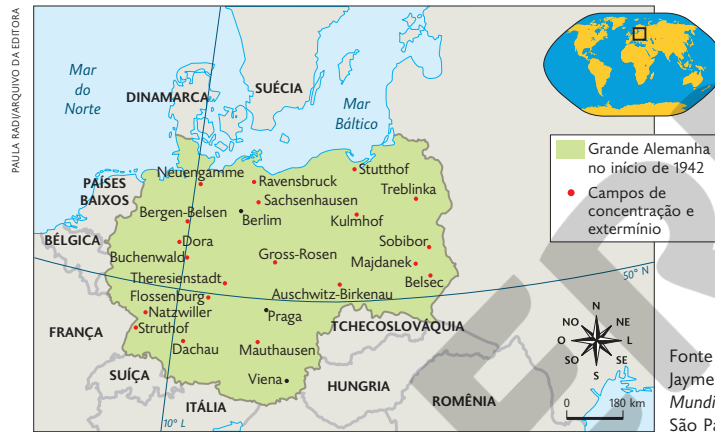 PAULA RADI/ARQUIVO DA EDITORA
Mar
do
Norte
DINAMARCA
SUÉCIA
Mar
Báltico
PAÍSES
BAIXOS
BÉLGICA
FRANÇA
SUÍÇA
ITÁLIA
HUNGRIA
ROMÊNIA
TCHECOSLOVÁQUIA
Neuengamme
Ravensbruck
Sachsenhausen
Stutthof
Treblinka
Bergen-Belsen
Berlim
Kulmhof
Dora
Buchenwald
Gross-Rosen
Sobibor
Majdanek
Belsec
Theresienstadt
Flossenburg
Auschwitz-Birkenau
Natzwiller
Struthof
Praga
Dachau
Mauthausen
Viena
50° N
10° L
Grande Alemanha
no início de 1942
Campos de
concentração e
extermínio
N
NO
NE
O
L
SO
SE
S
0 180 km
Fonte
Jayme
Mundi
São Pa